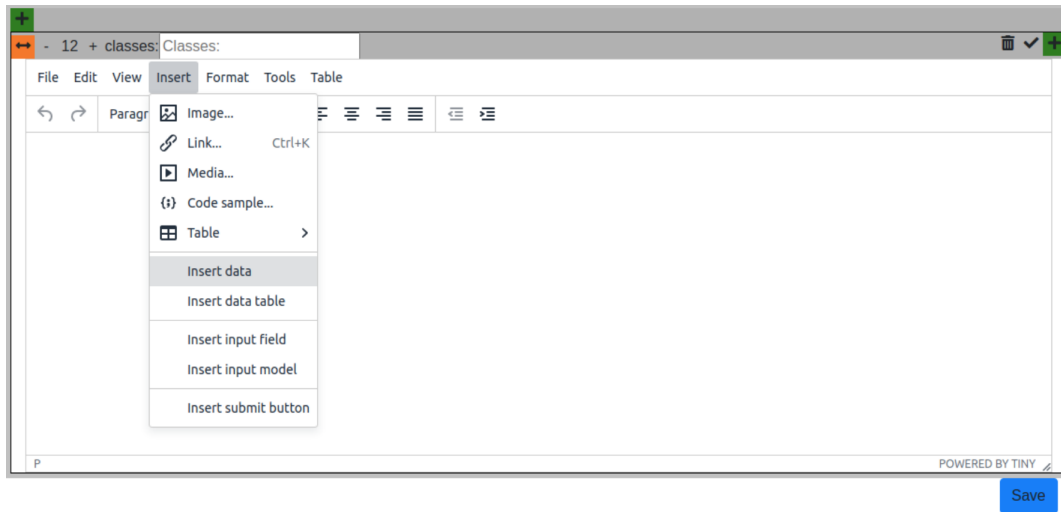 - 12 + classes: Classes:
File Edit View Insert Format Tools Table
Paragr
Image...
Link... Ctrl+K
Media...
Code sample...
Table
Insert data
Insert data table
Insert input field
Insert input model
Insert submit button
P POWERED BY TINY
Save